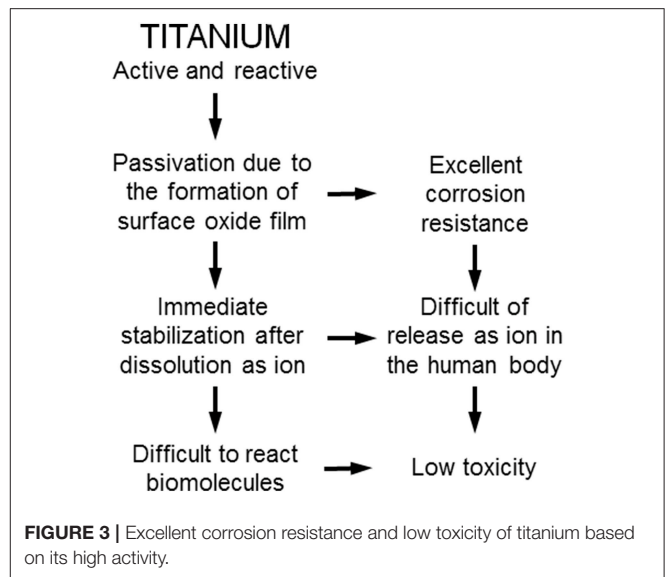 TITANIUM
Active and reactive
Passivation due to
the formation of
surface oxide film
Excellent
corrosion
resistance
Immediate
stabilization after
dissolution as ion
Difficult of
release as ion in
the human body
Difficult to react
biomolecules
Low toxicity
FIGURE 3 | Excellent corrosion resistance and low toxicity of titanium based
on its high activity.